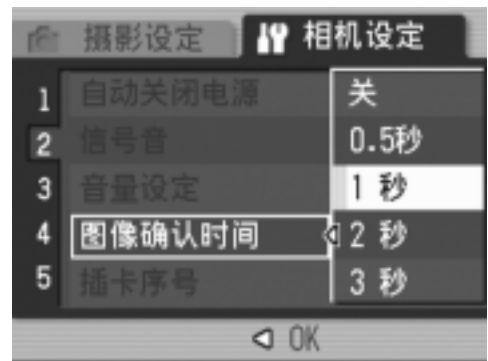 摄影设定 相机设定
1 自动关闭电源 关
2 信号音 0.5秒
3 音量设定 1 秒
4 图像确认时间 2 秒
5 插卡序号 3 秒
OK